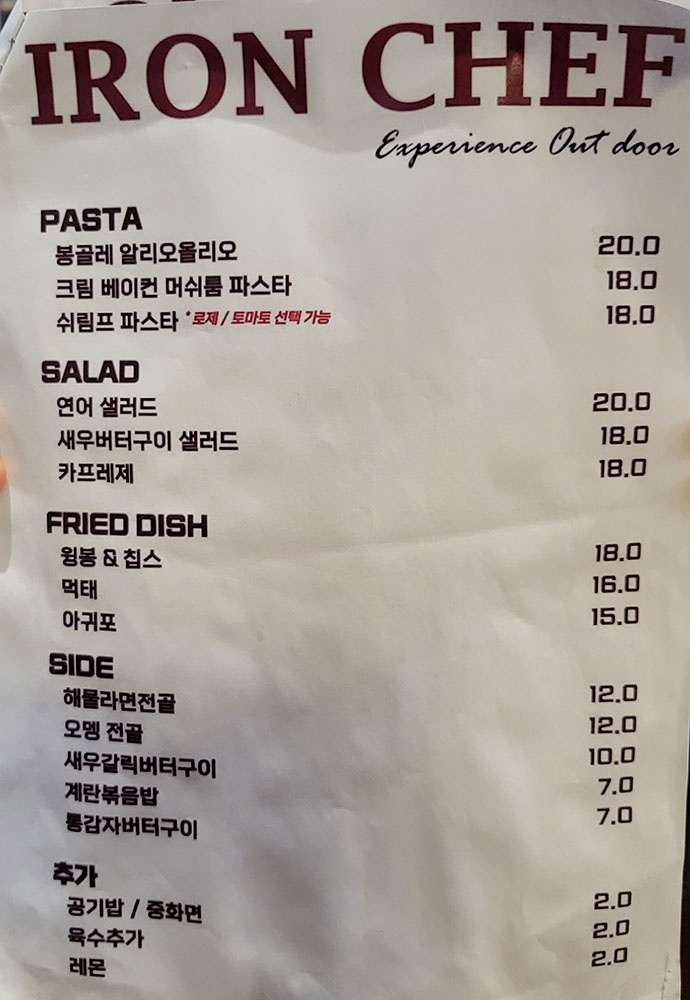 IRON CHEF
Experience Out door
PASTA
봉골레 알리오올리오 20.0
크림 베이컨 머쉬룸 파스타 18.0
쉬림프 파스타 *로제 / 토마토 선택 가능 18.0
SALAD
연어 샐러드 20.0
새우버터구이 샐러드 18.0
카프레제 18.0
FRIED DISH
윙봉 & 칩스 18.0
먹태 16.0
아귀포 15.0
SIDE
해물라면전골 12.0
오뎅 전골 12.0
새우갈릭버터구이 10.0
계란볶음밥 7.0
통감자버터구이 7.0
추가
공기밥 / 중화면 2.0
육수추가 2.0
레몬 2.0